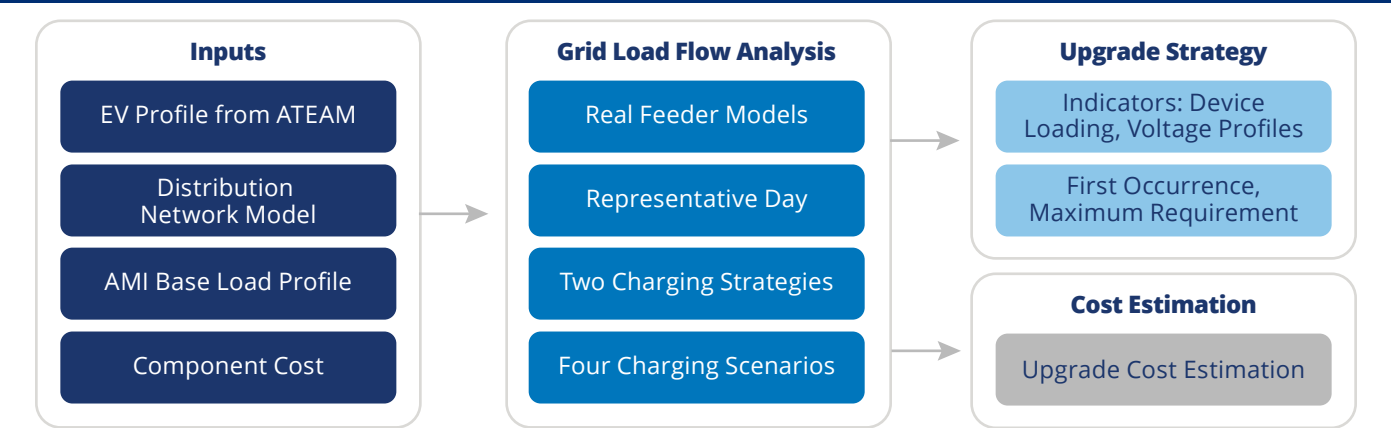 Inputs
EV Profile from ATEAM
Distribution
Network Model
AMI Base Load Profile
Component Cost
Grid Load Flow Analysis
Real Feeder Models
Representative Day
Two Charging Strategies
Four Charging Scenarios
Upgrade Strategy
Indicators: Device
Loading, Voltage Profiles
First Occurrence,
Maximum Requirement
Cost Estimation
Upgrade Cost Estimation